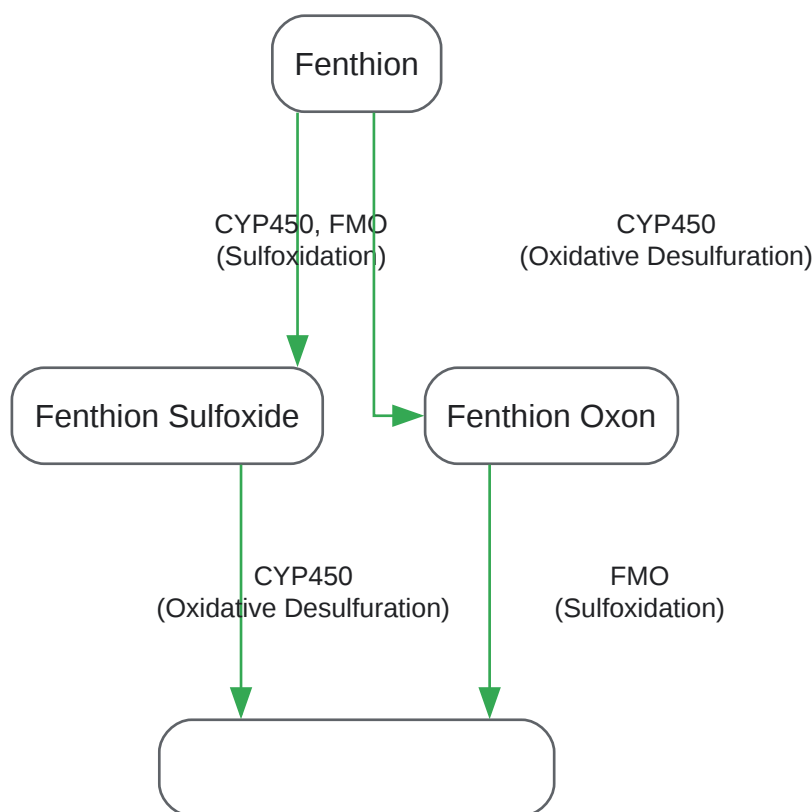 Fenthion
CYP450, FMO
(Sulfoxidation)
CYP450
(Oxidative Desulfuration)
Fenthion Sulfoxide
Fenthion Oxon
CYP450
(Oxidative Desulfuration)
FMO
(Sulfoxidation)